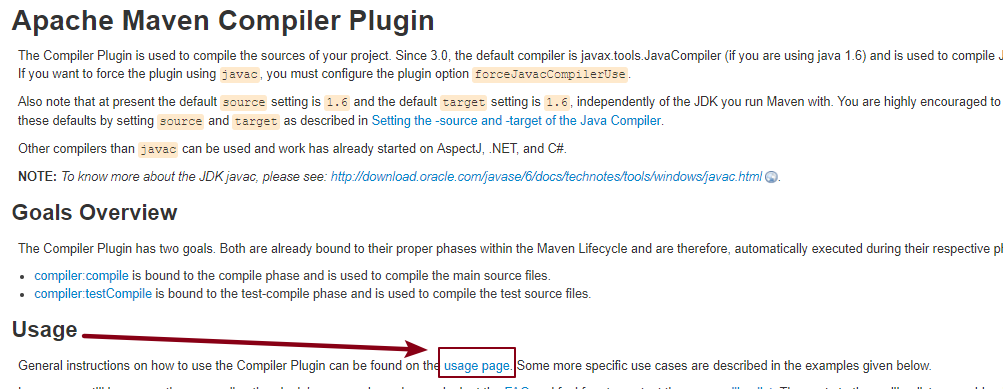 Apache Maven Compiler Plugin
The Compiler Plugin is used to compile the sources of your project. Since 3.0, the default compiler is javax.tools.JavaCompiler (if you are using java 1.6) and is used to compile J
If you want to force the plugin using javac, you must configure the plugin option forceJavacCompilerUse.
Also note that at present the default source setting is 1.6 and the default target setting is 1.6, independently of the JDK you run Maven with. You are highly encouraged to
these defaults by setting source and target as described in Setting the -source and -target of the Java Compiler.
Other compilers than javac can be used and work has already started on AspectJ, .NET, and C#.
NOTE: To know more about the JDK javac, please see: http://download.oracle.com/javase/6/docs/technotes/tools/windows/javac.html.
Goals Overview
The Compiler Plugin has two goals. Both are already bound to their proper phases within the Maven Lifecycle and are therefore, automatically executed during their respective ph
• compiler:compile is bound to the compile phase and is used to compile the main source files.
• compiler:testCompile is bound to the test-compile phase and is used to compile the test source files.
Usage
General instructions on how to use the Compiler Plugin can be found on the usage page. Some more specific use cases are described in the examples given below.